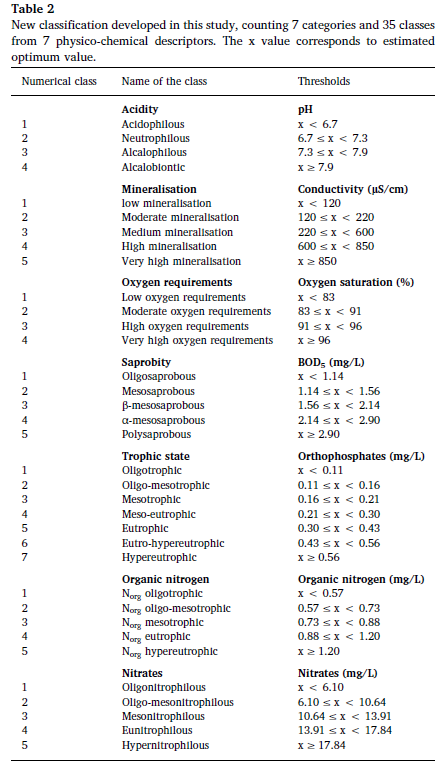 Table 2
New classification developed in this study, counting 7 categories and 35 classes
from 7 physico-chemical descriptors. The x value corresponds to estimated
optimum value.
Numerical class Name of the class Thresholds
Acidity pH
1 Acidophilous x < 6.7
2 Neutrophilous 6.7 ≤ x < 7.3
3 Alcalophilous 7.3 ≤ x < 7.9
4 Alcalobiontic x ≥ 7.9
Mineralisation Conductivity (μS/cm)
1 low mineralisation x < 120
2 Moderate mineralisation 120 ≤ x < 220
3 Medium mineralisation 220 ≤ x < 600
4 High mineralisation 600 ≤ x < 850
5 Very high mineralisation x ≥ 850
Oxygen requirements Oxygen saturation (%)
1 Low oxygen requirements x < 83
2 Moderate oxygen requirements 83 ≤ x < 91
3 High oxygen requirements 91 ≤ x < 96
4 Very high oxygen requirements x ≥ 96
Saprobity BOD₅ (mg/L)
1 Oligosaprobous x < 1.14
2 Mesosaprobous 1.14 ≤ x < 1.56
3 β-mesosaprobous 1.56 ≤ x < 2.14
4 α-mesosaprobous 2.14 ≤ x < 2.90
5 Polysaprobous x ≥ 2.90
Trophic state Orthophosphates (mg/L)
1 Oligotrophic x < 0.11
2 Oligo-mesotrophic 0.11 ≤ x < 0.16
3 Mesotrophic 0.16 ≤ x < 0.21
4 Meso-eutrophic 0.21 ≤ x < 0.30
5 Eutrophic 0.30 ≤ x < 0.43
6 Eutro-hypereutrophic 0.43 ≤ x < 0.56
7 Hypereutrophic x ≥ 0.56
Organic nitrogen Organic nitrogen (mg/L)
1 Norg oligotrophic x < 0.57
2 Norg oligo-mesotrophic 0.57 ≤ x < 0.73
3 Norg mesotrophic 0.73 ≤ x < 0.88
4 Norg eutrophic 0.88 ≤ x < 1.20
5 Norg hypereutrophic x ≥ 1.20
Nitrates Nitrates (mg/L)
1 Oligonitrophilous x < 6.10
2 Oligo-mesonitrophilous 6.10 ≤ x < 10.64
3 Mesonitrophilous 10.64 ≤ x < 13.91
4 Eunitrophilous 13.91 ≤ x < 17.84
5 Hypernitrophilous x ≥ 17.84